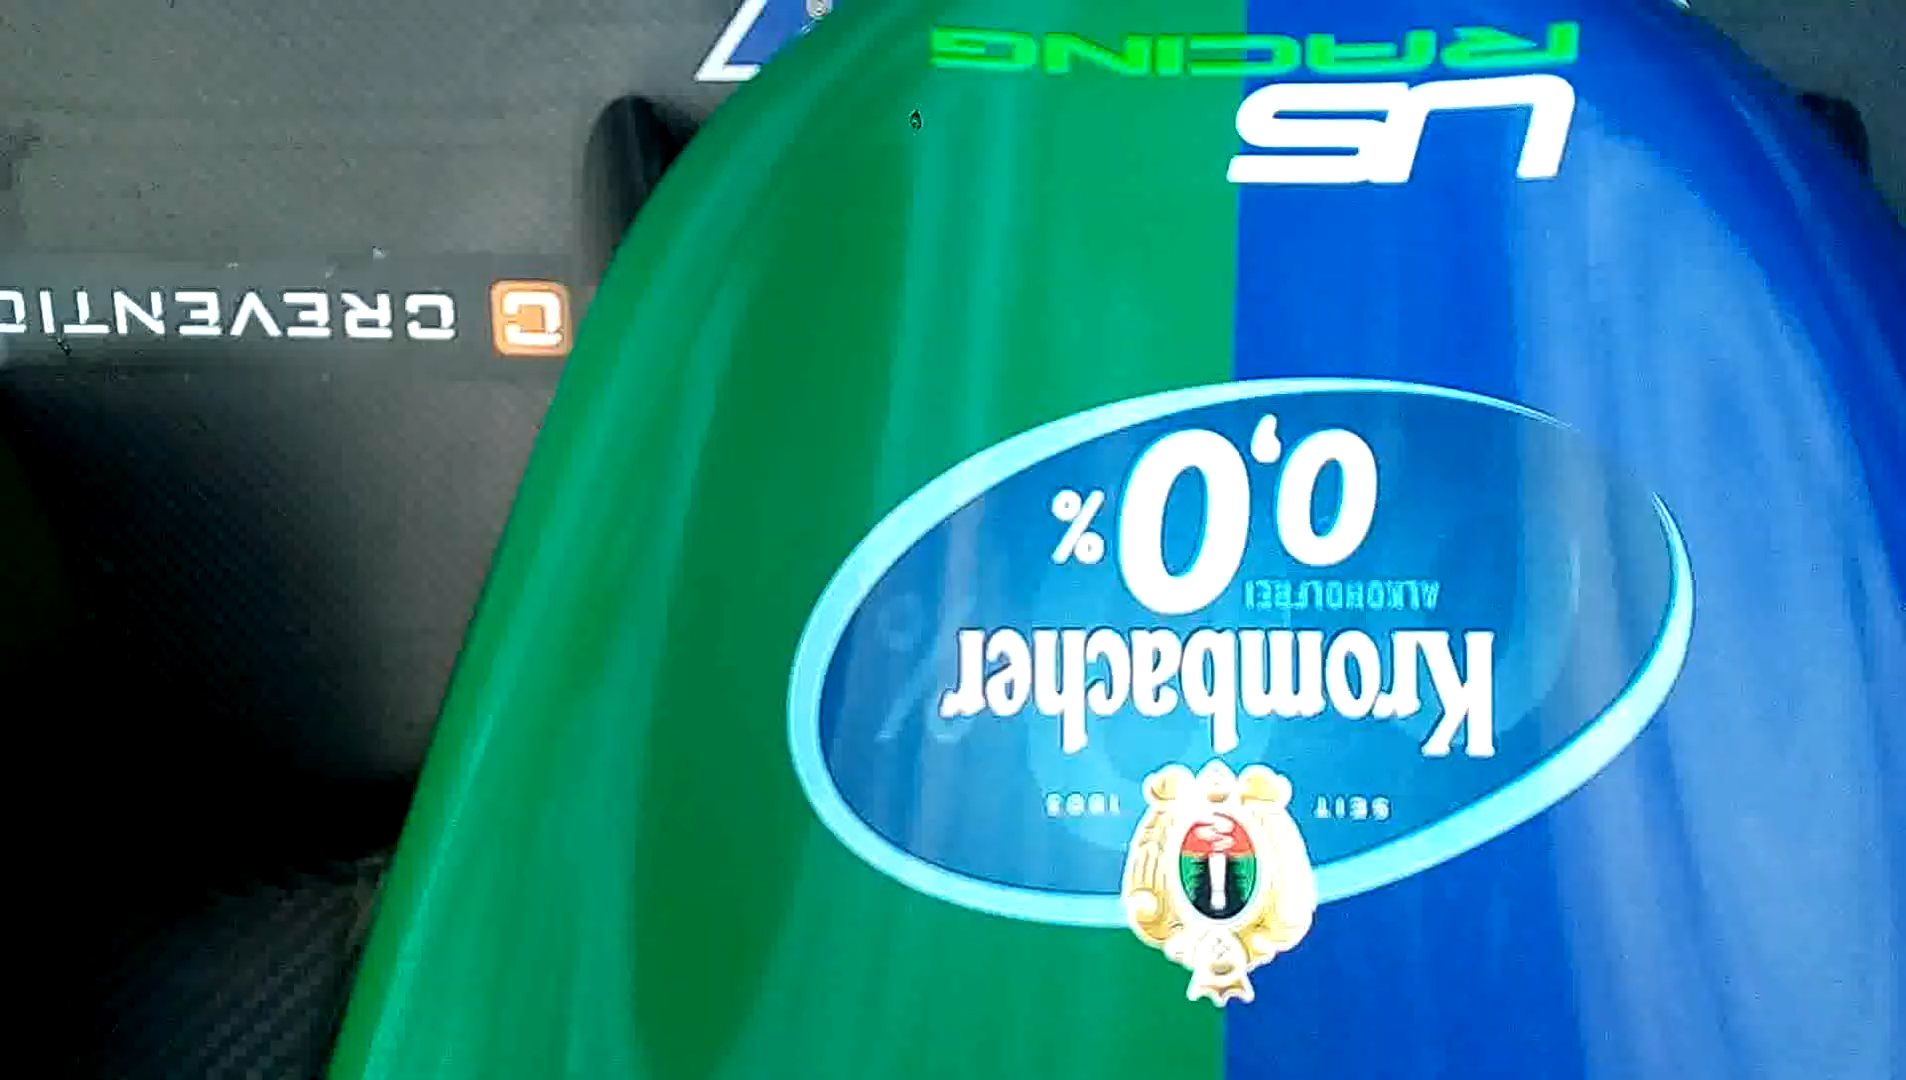 SEIT 1803
Krombacher
ALKOHOLFREI
0,0%
US
RACING
CREVENTIC